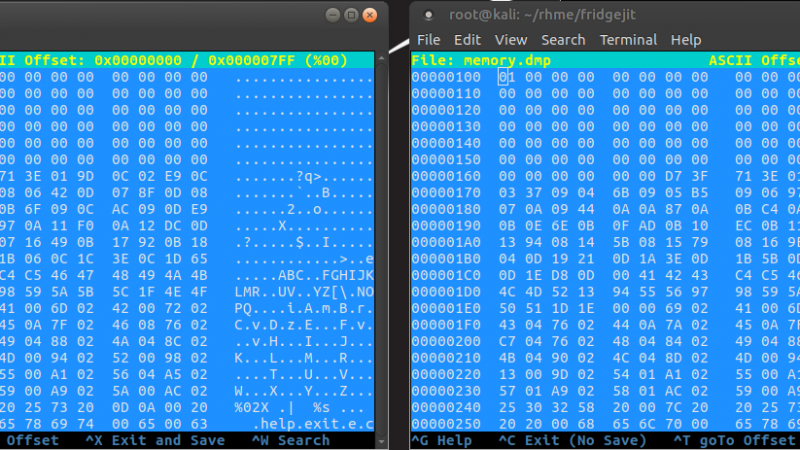 II Offset: 0x00000000 / 0x000007FF (%00)
00 00 00 00 00 00 00 00 ................
00 00 00 00 00 00 00 00 ................
00 00 00 00 00 00 00 00 ................
00 00 00 00 00 00 00 00 ................
00 00 00 00 00 00 00 00 ................
00 00 00 00 00 00 00 00 ................
71 3E 01 9D 0C 02 E9 0C .......?q>......
08 06 42 0D 07 8F 0D 08 .......`..B.....
0B 6F 09 0C AC 09 0D E9 ......2..o......
97 0A 11 F0 0A 12 DC 0D .....X..........
07 16 49 0B 17 92 0B 18 .?.....$..I.....
1B 06 0C 1C 3E 0C 1D 65 ............>..e
C4 C5 46 47 48 49 4A 4B .....ABC..FGHIJK
98 59 5A 5B 5C 1F 4E 4F LMR..UV..YZ[\.NO
41 00 6D 02 42 00 72 02 PQ....i.A.m.B.r.
45 0A 7F 02 46 08 76 02 C.v.D.z.E...F.v.
49 04 88 02 4A 04 8C 02 ..v.H...I...J...
4D 00 94 02 52 00 98 02 K...L...M...R...
55 00 A1 02 56 04 A5 02 ....T...U...V...
59 00 A9 02 5A 00 AC 02 W...X...Y...Z...
20 25 73 20 0D 0A 00 20 %02X .|  %s ...
65 78 69 74 00 65 00 63 .help.exit.e.c
Offset ^X Exit and Save ^W Search
root@kali: ~/rhme/fridgejit
File Edit View Search Terminal Help
File: memory.dmp ASCII Offse
00000100 01 00 00 00 00 00 00 00 00 00 0
00000110 00 00 00 00 00 00 00 00 00 00 0
00000120 00 00 00 00 00 00 00 00 00 00 0
00000130 00 00 00 00 00 00 00 00 00 00 0
00000140 00 00 00 00 00 00 00 00 00 00 0
00000150 00 00 00 00 00 00 00 00 00 00 0
00000160 00 00 00 00 00 00 D7 3F 71 3E 01
00000170 03 37 09 04 6B 09 05 B5 09 06 97
00000180 07 0A 09 44 0A 0A 87 0A 0B C4 0A
00000190 0B 0E 6E 0B 0F AD 0B 10 EC 0B 11
000001A0 13 94 08 14 5B 08 15 79 08 16 9F
000001B0 04 0D 19 21 0D 1A 3E 0D 1B 5B 0D
000001C0 0D 1E D8 0D 00 41 42 43 C4 C5 46
000001D0 4C 4D 52 13 94 55 56 97 98 59 5A
000001E0 50 51 1D 1E 00 00 69 02 41 00 6D
000001F0 43 04 76 02 44 0A 7A 02 45 0A 7F
00000200 C7 04 76 02 48 04 84 02 49 04 88
00000210 4B 04 90 02 4C 04 8D 02 4D 00 94
00000220 13 00 9D 02 54 01 A1 02 55 00 A1
00000230 57 01 A9 02 58 01 AC 02 59 00 A9
00000240 25 30 32 58 20 00 7C 20 20 25 73
00000250 20 20 00 68 65 6C 70 00 65 78 69
^G Help ^C Exit (No Save) ^T goTo Offset